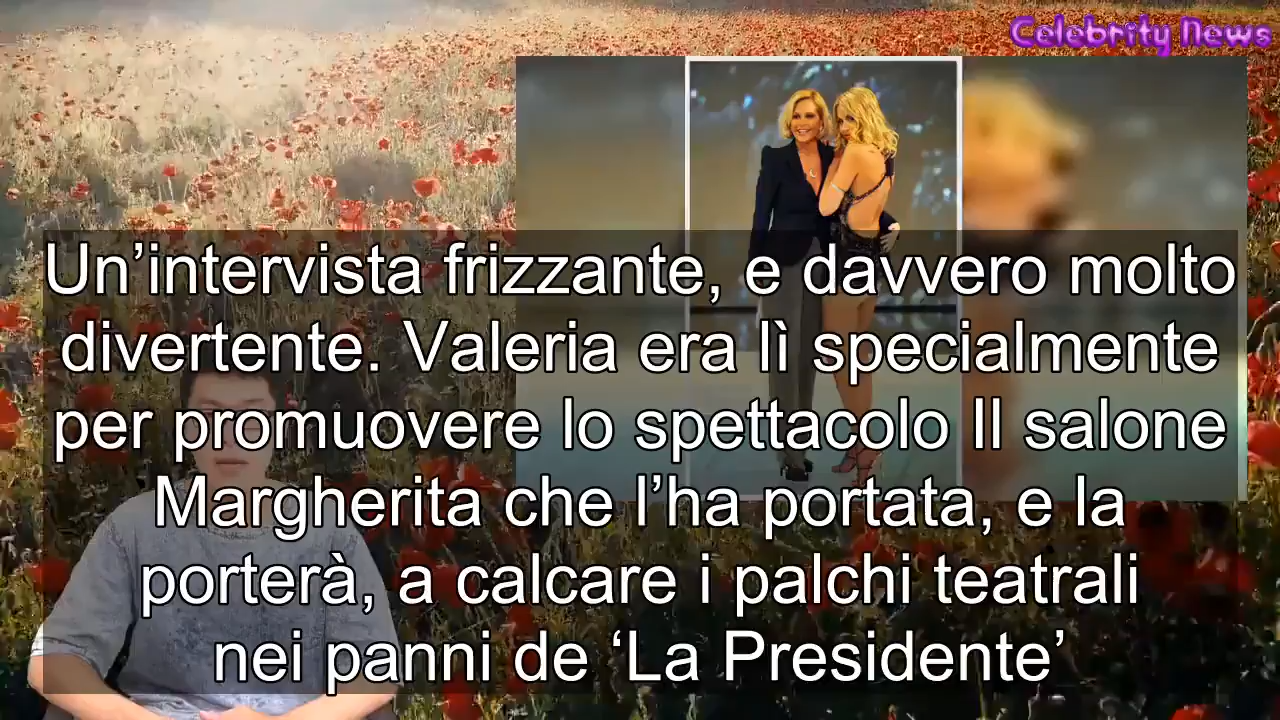 Celebrity News
Un’intervista frizzante, e davvero molto
divertente. Valeria era lì specialmente
per promuovere lo spettacolo Il salone
Margherita che l’ha portata, e la
porterà, a calcare i palchi teatrali
nei panni de ‘La Presidente’